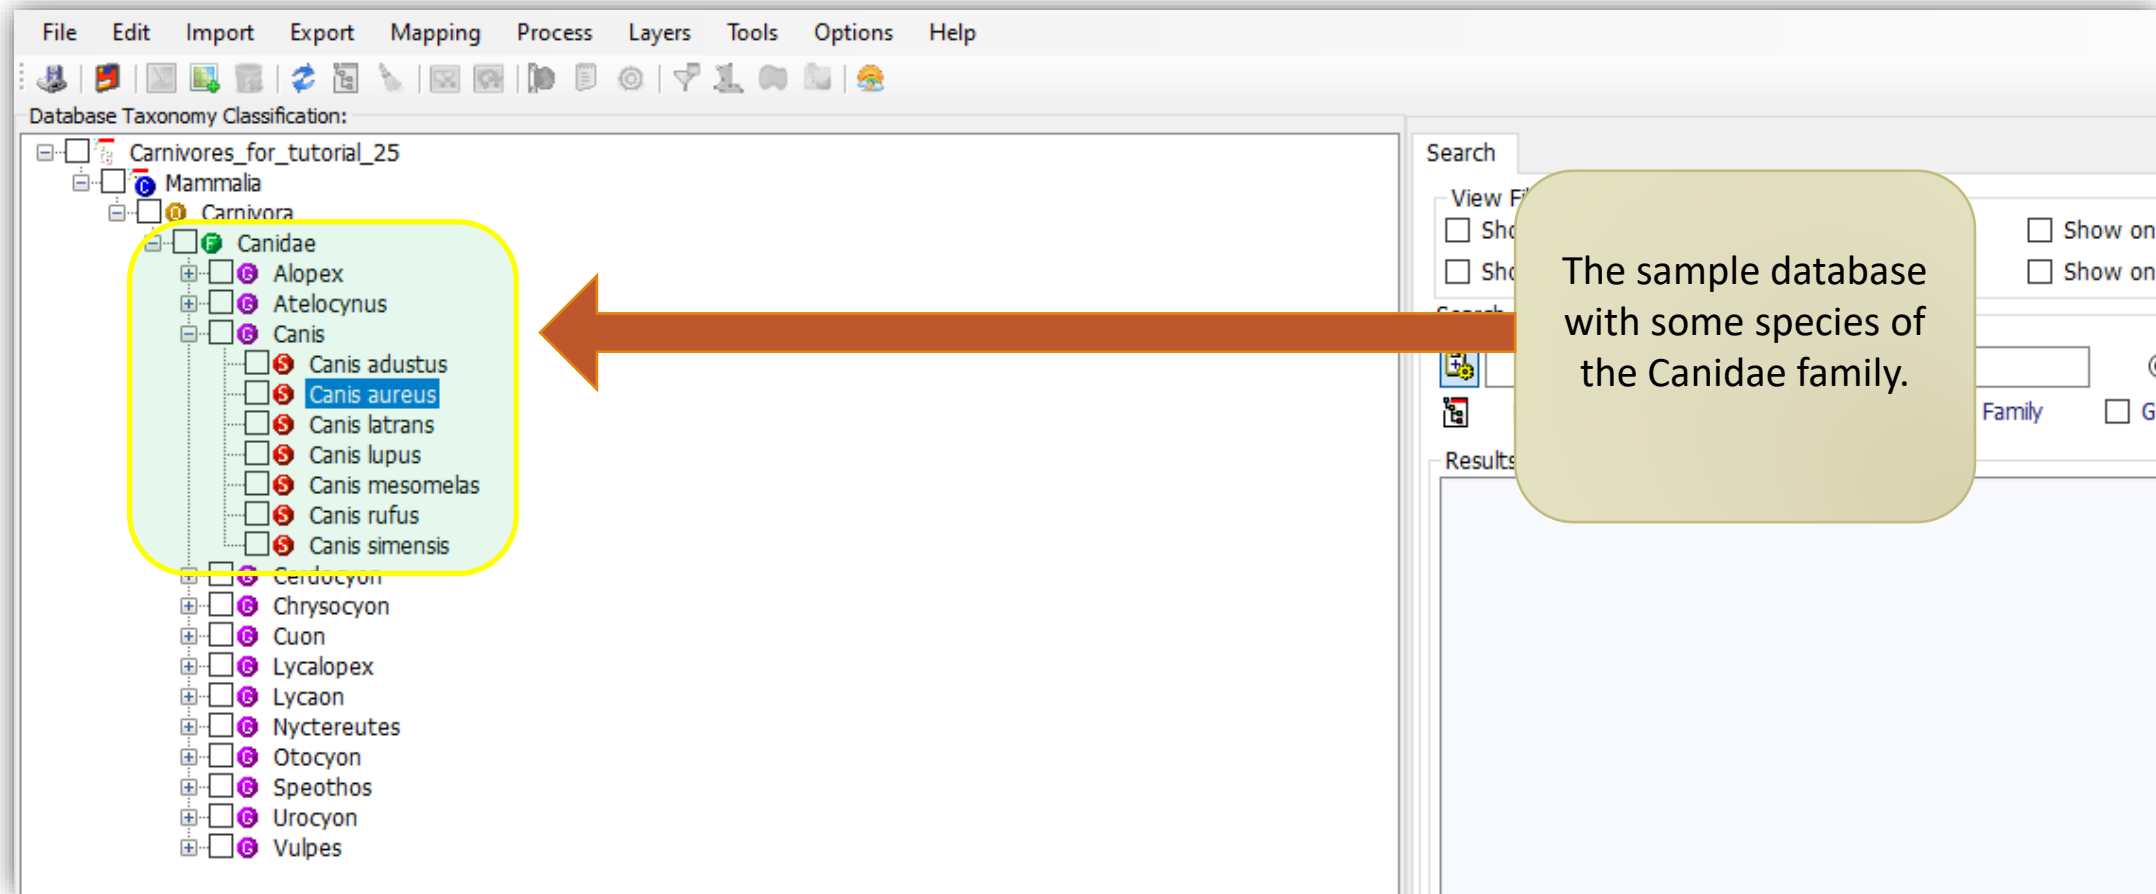 File Edit Import Export Mapping Process Layers Tools Options Help
Database Taxonomy Classification:
Carnivores_for_tutorial_25
Mammalia
Carnivora
Canidae
Alopex
Atelocynus
Canis
Canis adustus
Canis aureus
Canis latrans
Canis lupus
Canis mesomelas
Canis rufus
Canis simensis
Cerdocyon
Chrysocyon
Cuon
Lycalopex
Lycaon
Nyctereutes
Otocyon
Speothos
Urocyon
Vulpes
Search
View
Show on
Show on
Search
Family G
Results
The sample database
with some species of
the Canidae family.